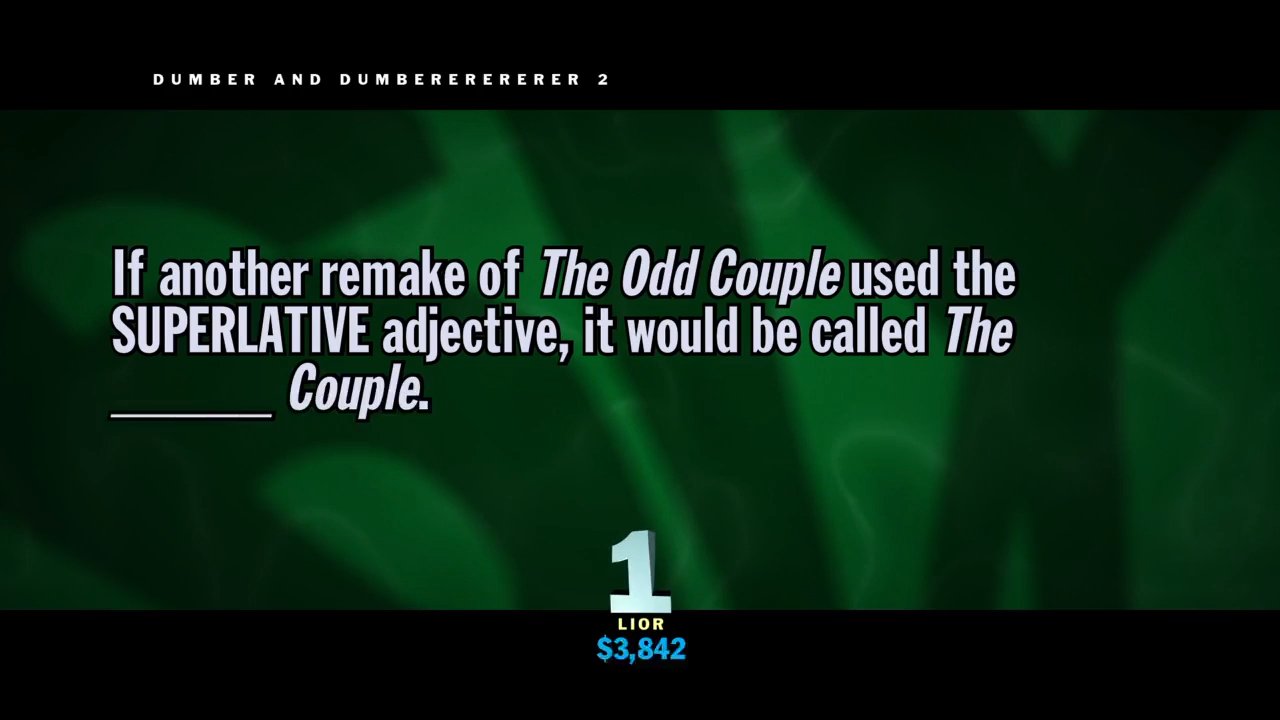 DUMBER AND DUMBERERERERER 2
If another remake of The Odd Couple used the
SUPERLATIVE adjective, it would be called The
________ Couple.
1
LIOR
$3,842